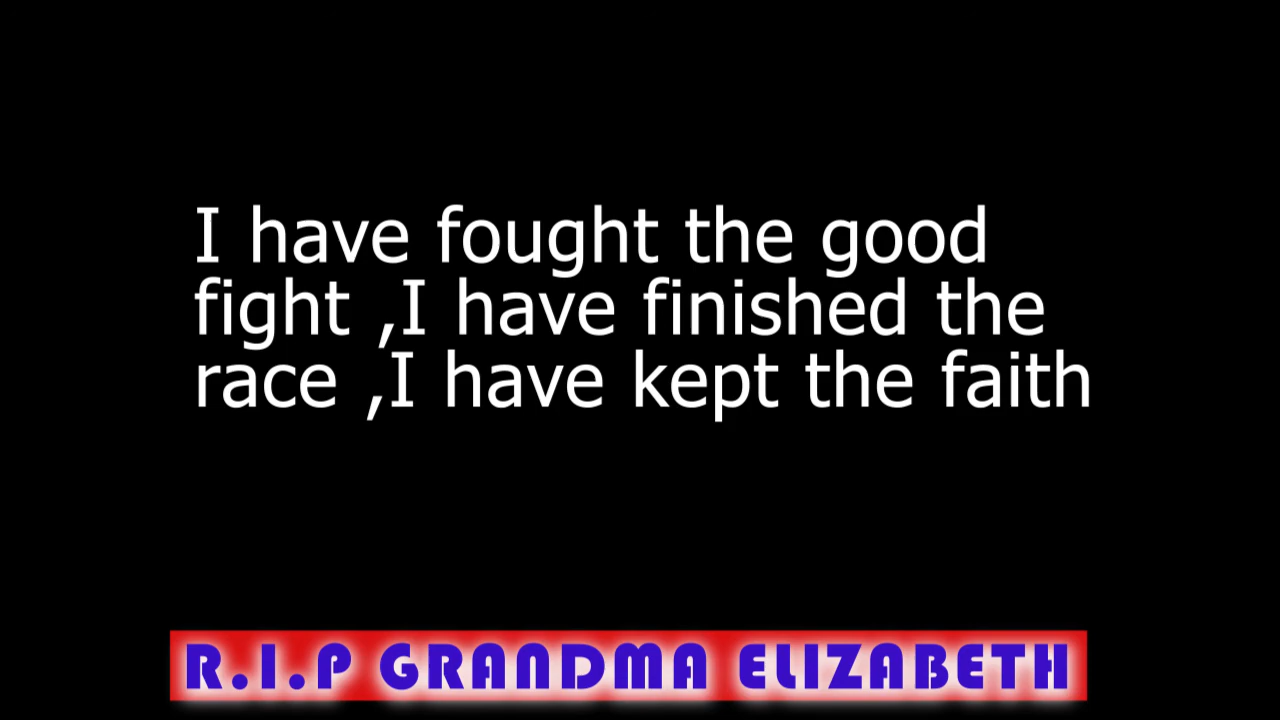 I have fought the good
fight ,I have finished the
race ,I have kept the faith
R.I.P GRANDMA ELIZABETH